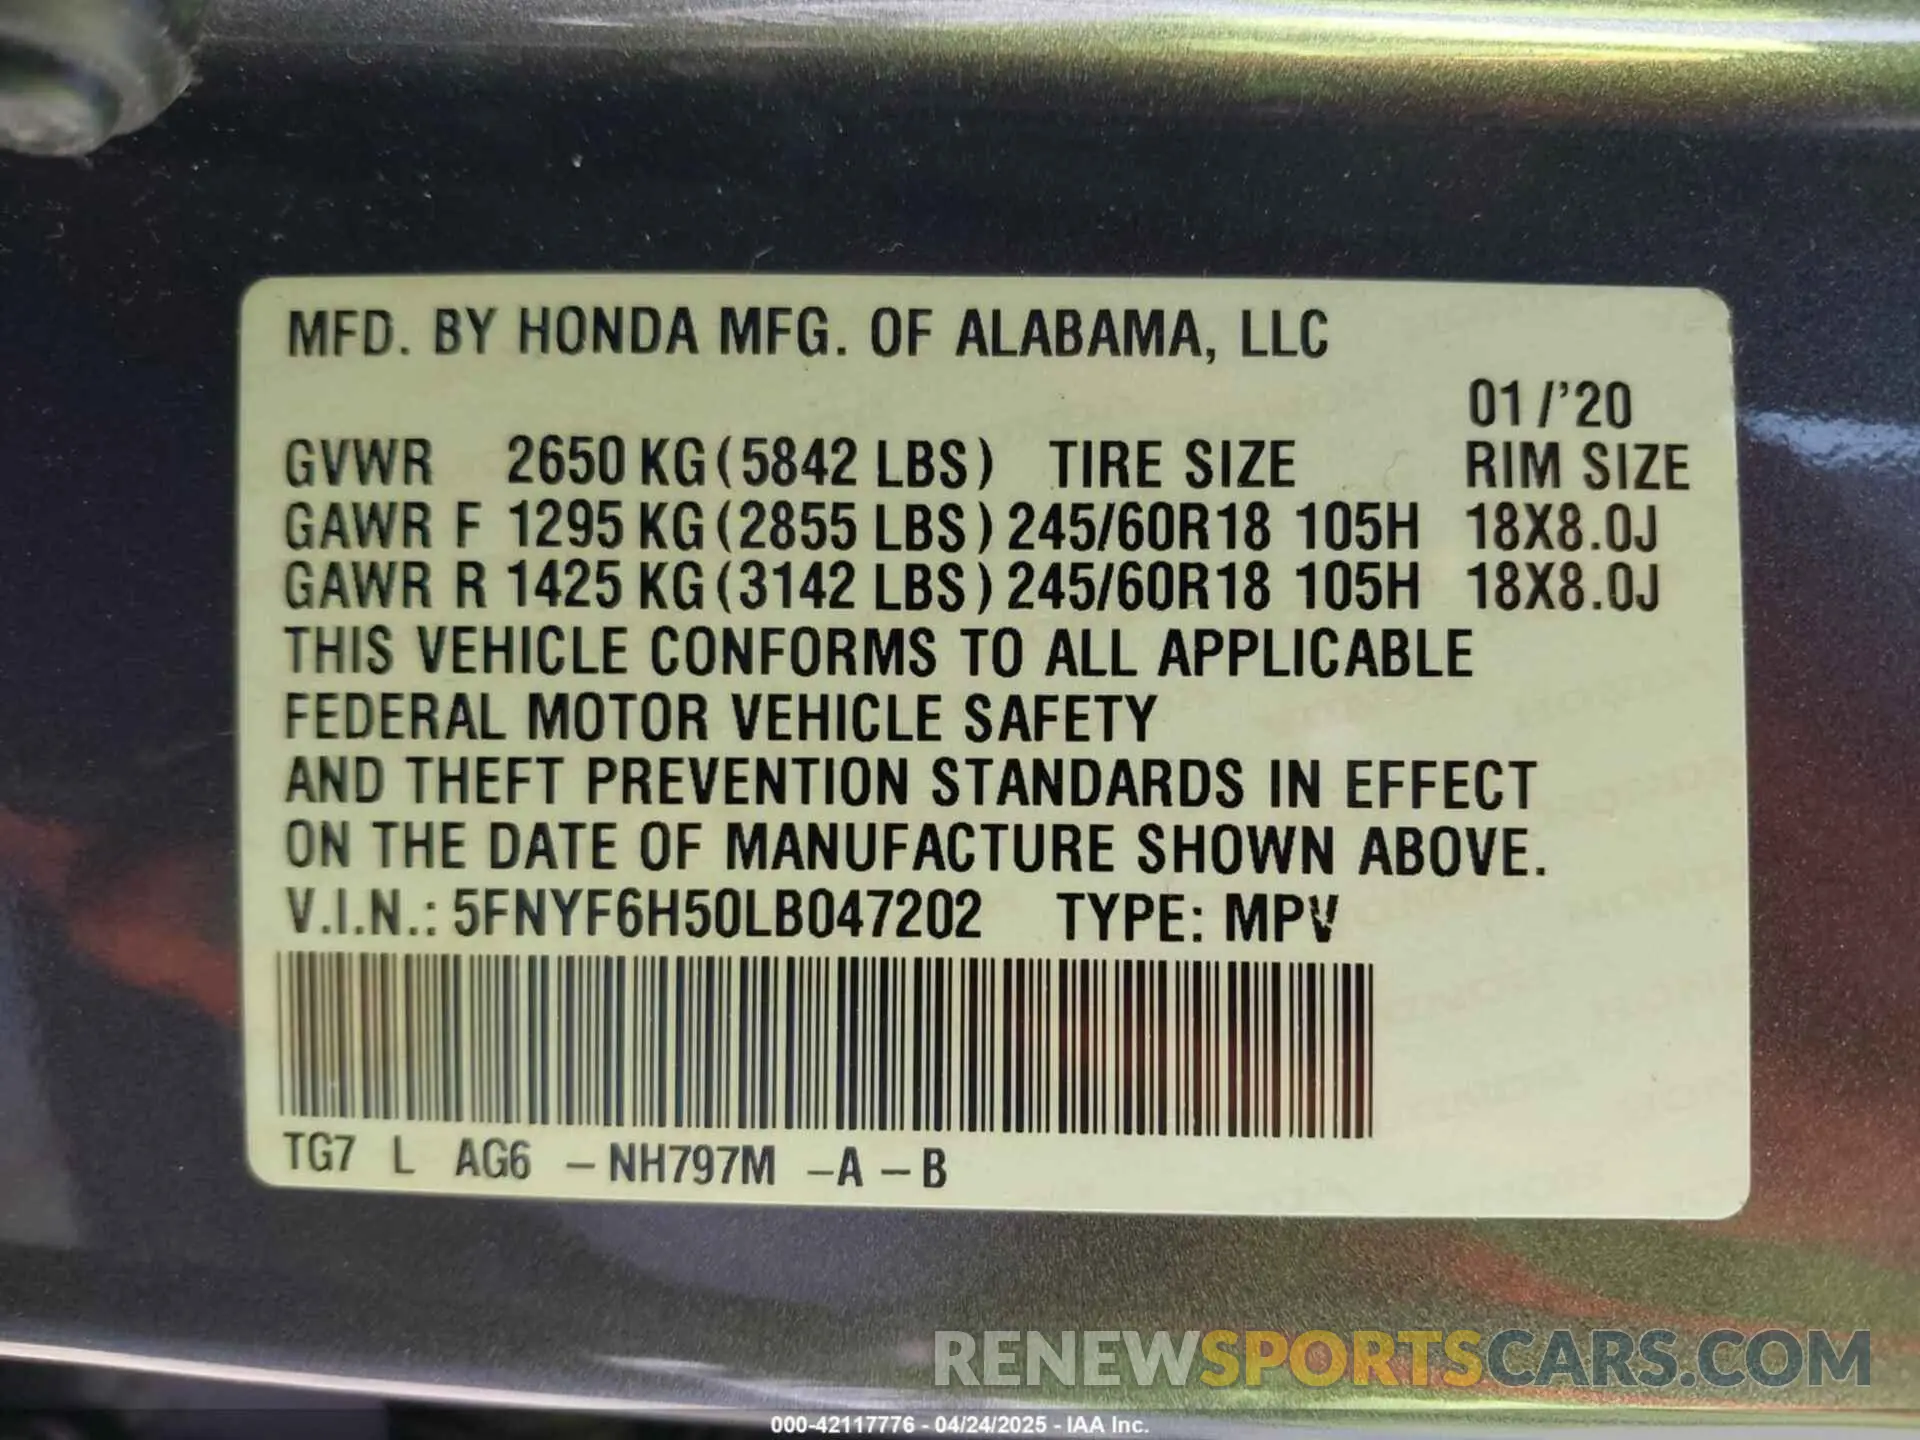 MFD. BY HONDA MFG. OF ALABAMA, LLC
01/'20
GVWR 2650 KG (5842 LBS) TIRE SIZE RIM SIZE
GAWR F 1295 KG (2855 LBS) 245/60R18 105H 18X8.0J
GAWR R 1425 KG (3142 LBS) 245/60R18 105H 18X8.0J
THIS VEHICLE CONFORMS TO ALL APPLICABLE
FEDERAL MOTOR VEHICLE SAFETY
AND THEFT PREVENTION STANDARDS IN EFFECT
ON THE DATE OF MANUFACTURE SHOWN ABOVE.
V.I.N.: 5FNYF6H50LB047202 TYPE: MPV
TG7 L AG6 – NH797M –A – B
RENEWSPORTSCARS.COM
000-42117776 - 04/24/2025 - IAA Inc.